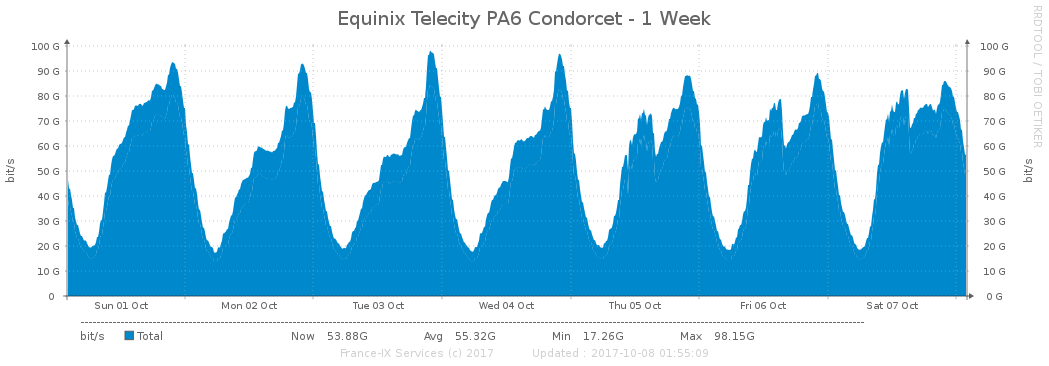 Equinix Telecity PA6 Condorcet - 1 Week
RRDTOOL / TOBI OETIKER
bit/s
100 G
90 G
80 G
70 G
60 G
50 G
40 G
30 G
20 G
10 G
0
100 G
90 G
80 G
70 G
60 G
50 G
40 G
30 G
20 G
10 G
0 G
bit/s
Sun 01 Oct Mon 02 Oct Tue 03 Oct Wed 04 Oct Thu 05 Oct Fri 06 Oct Sat 07 Oct
bit/s Total Now 53.88G Avg 55.32G Min 17.26G Max 98.15G
France-IX Services (c) 2017 Updated : 2017-10-08 01:55:09